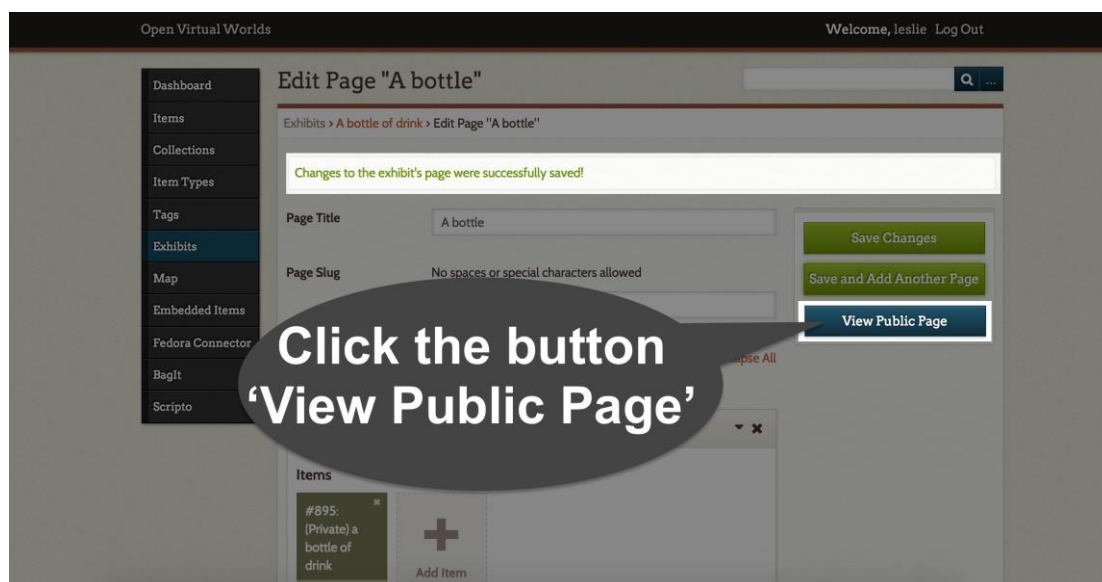 Open Virtual Worlds
Welcome, leslie Log Out
Dashboard
Items
Collections
Item Types
Tags
Exhibits
Map
Embedded Items
Fedora Connector
BagIt
Scripto
Edit Page "A bottle"
...
Exhibits › A bottle of drink › Edit Page "A bottle"
Changes to the exhibit's page were successfully saved!
Page Title
A bottle
Page Slug
No spaces or special characters allowed
Save Changes
Save and Add Another Page
View Public Page
Click the button
‘View Public Page’
All
Items
#895:
(Private) a
bottle of
drink
Add Item